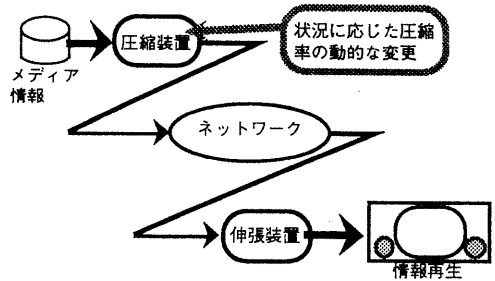 メディア
情報
圧縮装置
状況に応じた圧縮
率の動的な変更
ネットワーク
伸張装置
情報再生